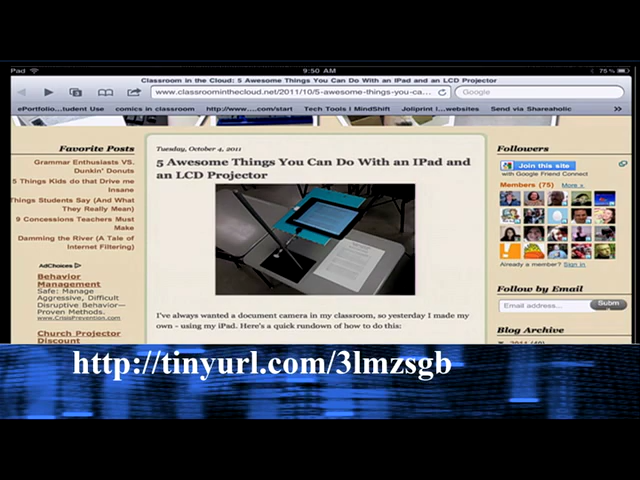 Pad 9:50 AM 75 %
Classroom in the Cloud: 5 Awesome Things You Can Do With an IPad and an LCD Projector
www.classroominthecloud.net/2011/10/5-awesome-things-you-ca... Google
ePortfolio...tudent Use comics in classroom http://www....com/start Tech Tools | MindShift Joliprint |...websites Send via Shareaholic
Favorite Posts
Grammar Enthusiasts VS.
Dunkin' Donuts
5 Things Kids do that Drive me
Insane
Things Students Say (And What
They Really Mean)
9 Concessions Teachers Must
Make
Damming the River (A Tale of
Internet Filtering)
AdChoices
Behavior
Management
Safe: Manage
Aggressive, Difficult
Disruptive Behavior—
Proven Methods.
www.CrisisPrevention.com
Church Projector
Discount
Tuesday, October 4, 2011
5 Awesome Things You Can Do With an IPad and
an LCD Projector
I've always wanted a document camera in my classroom, so yesterday I made my
own - using my iPad. Here's a quick rundown of how to do this:
Followers
Join this site
with Google Friend Connect
Members (75) More »
Already a member? Sign in
Follow by Email
Email address... Subm
Blog Archive
http://tinyurl.com/3lmzsgb